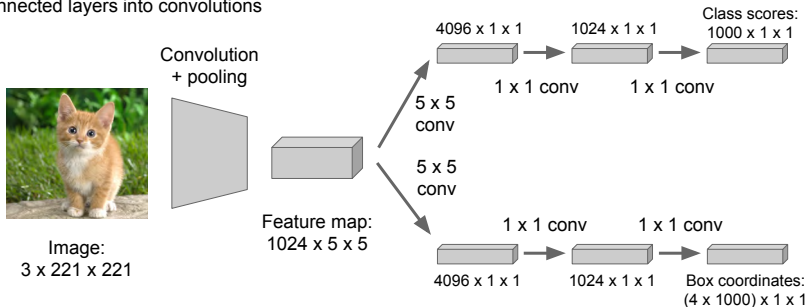 connected layers into convolutions
Convolution
+ pooling
Image:
3 x 221 x 221
Feature map:
1024 x 5 x 5
5 x 5
conv
5 x 5
conv
4096 x 1 x 1
1024 x 1 x 1
Class scores:
1000 x 1 x 1
1 x 1 conv
1 x 1 conv
1 x 1 conv
1 x 1 conv
4096 x 1 x 1
1024 x 1 x 1
Box coordinates:
(4 x 1000) x 1 x 1